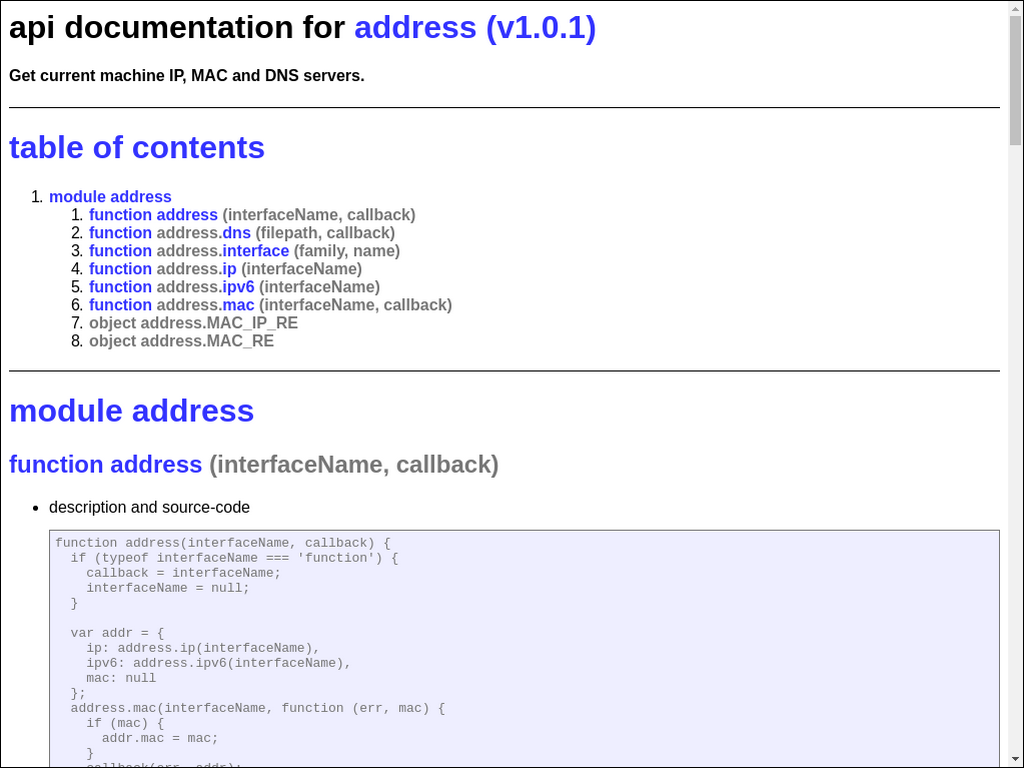 api documentation for address (v1.0.1)
Get current machine IP, MAC and DNS servers.
table of contents
1. module address
1. function address (interfaceName, callback)
2. function address.dns (filepath, callback)
3. function address.interface (family, name)
4. function address.ip (interfaceName)
5. function address.ipv6 (interfaceName)
6. function address.mac (interfaceName, callback)
7. object address.MAC_IP_RE
8. object address.MAC_RE
module address
function address (interfaceName, callback)
• description and source-code
function address(interfaceName, callback) {
  if (typeof interfaceName === 'function') {
    callback = interfaceName;
    interfaceName = null;
  }
  var addr = {
    ip: address.ip(interfaceName),
    ipv6: address.ipv6(interfaceName),
    mac: null
  };
  address.mac(interfaceName, function (err, mac) {
    if (mac) {
      addr.mac = mac;
    }
    callback(err, addr);